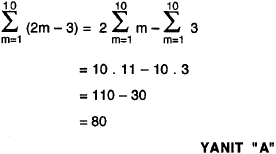 10 10 10
∑ (2m – 3) = 2 ∑ m – ∑ 3
m=1 m=1 m=1
= 10 . 11 – 10 . 3
= 110 – 30
= 80
YANIT "A"